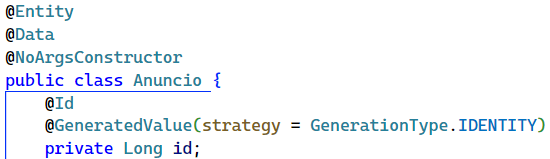 @Entity
@Data
@NoArgsConstructor
public class Anuncio {
@Id
@GeneratedValue(strategy = GenerationType.IDENTITY)
private Long id;